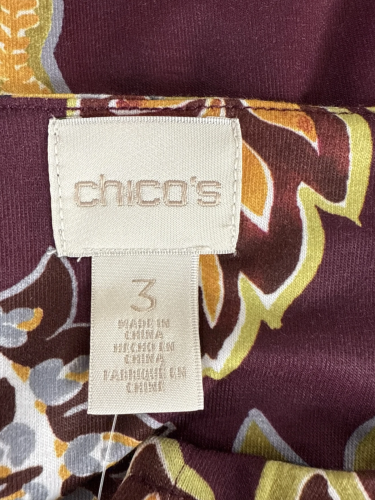 chico's
3
MADE IN
CHINA
HECHO EN
CHINA
FABRIQUÉ EN
CHINE